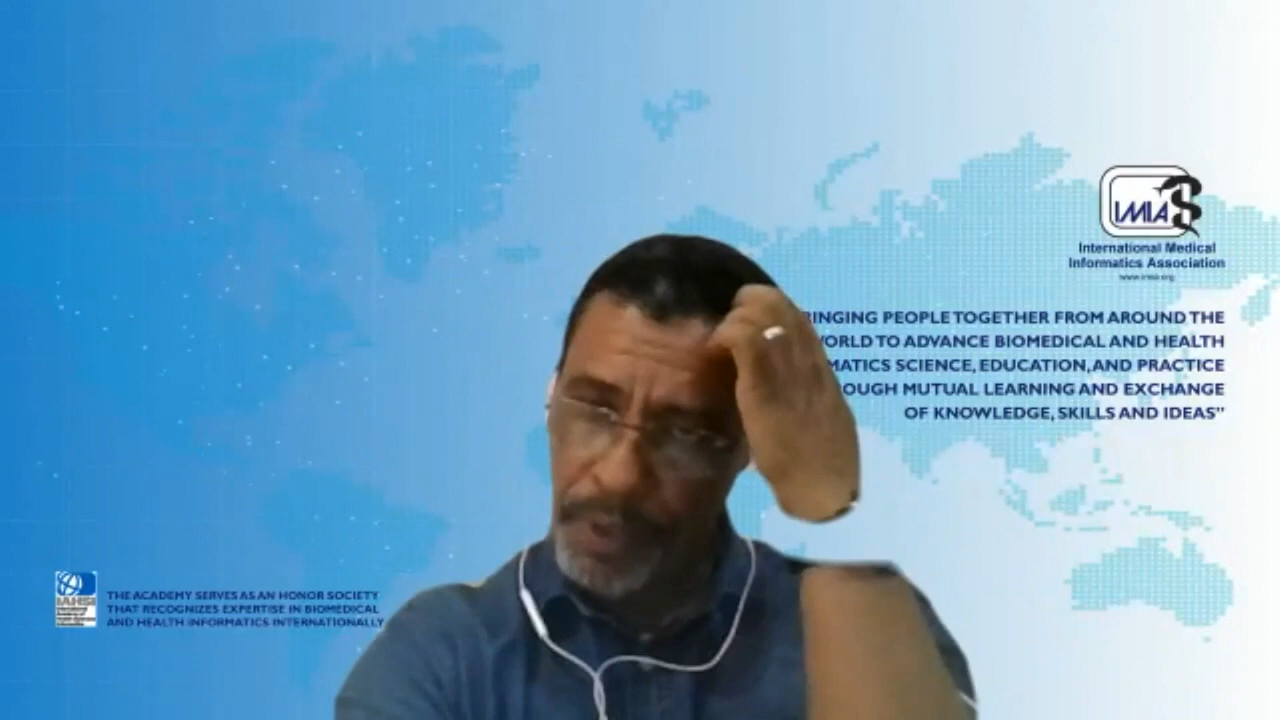 IMIA
International Medical
Informatics Association
www.imia.org
RINGING PEOPLE TOGETHER FROM AROUND THE
ORLD TO ADVANCE BIOMEDICAL AND HEALTH
MATICS SCIENCE, EDUCATION, AND PRACTICE
OUGH MUTUAL LEARNING AND EXCHANGE
OF KNOWLEDGE, SKILLS AND IDEAS"
IAHSI
THE ACADEMY SERVES AS AN HONOR SOCIETY
THAT RECOGNIZES EXPERTISE IN BIOMEDICAL
AND HEALTH INFORMATICS INTERNATIONALLY